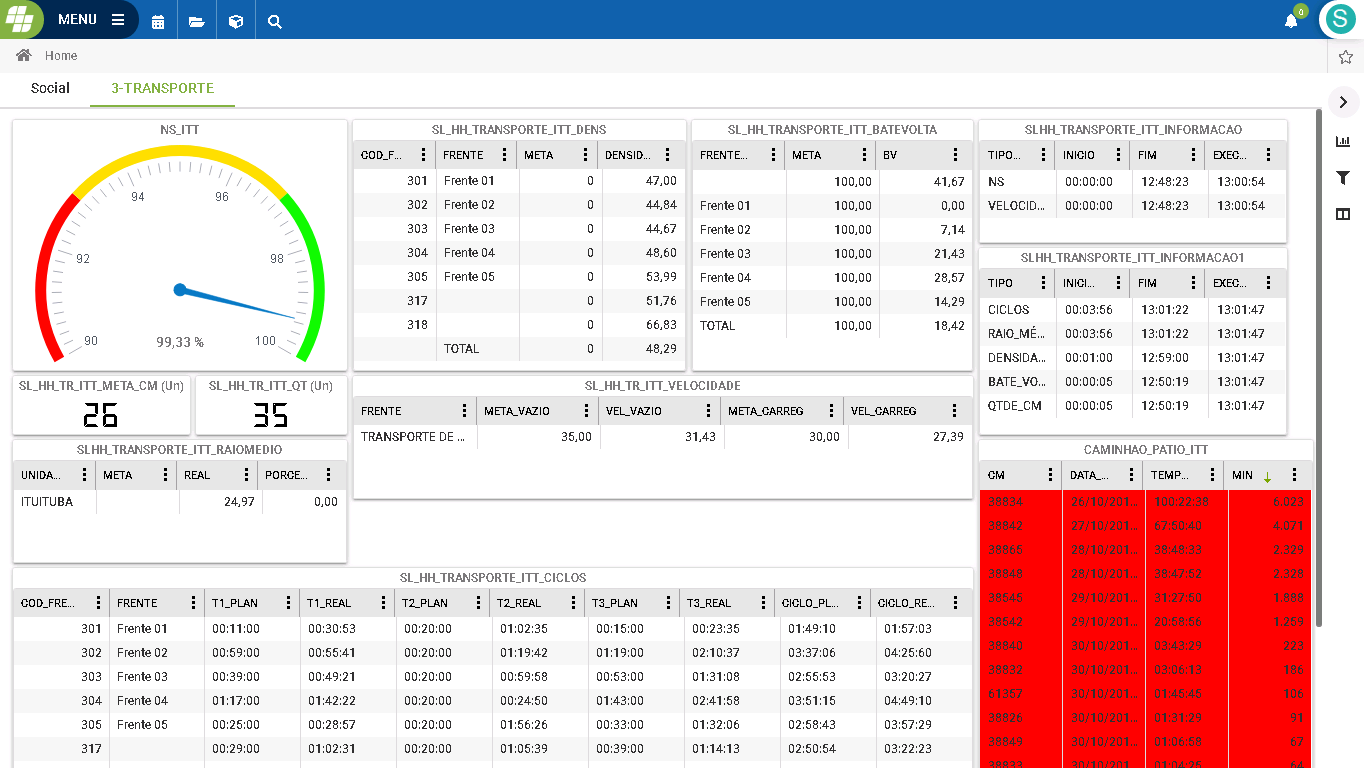 MENU
0
S
Home
Social 3-TRANSPORTE
NS_ITT
94 96
92 98
90 100
99,33 %
SL_HH_TR_ITT_META_CM (Un)
26
SL_HH_TR_ITT_QT (Un)
35
SLHH_TRANSPORTE_ITT_RAIOMEDIO
UNIDA... META REAL PORCE...
ITUITUBA 24,97 0,00
SL_HH_TRANSPORTE_ITT_DENS
COD_F... FRENTE META DENSID...
301 Frente 01 0 47,00
302 Frente 02 0 44,84
303 Frente 03 0 44,67
304 Frente 04 0 48,60
305 Frente 05 0 53,99
317 0 51,76
318 0 66,83
TOTAL 0 48,29
SL_HH_TRANSPORTE_ITT_BATEVOLTA
FRENTE... META BV
100,00 41,67
Frente 01 100,00 0,00
Frente 02 100,00 7,14
Frente 03 100,00 21,43
Frente 04 100,00 28,57
Frente 05 100,00 14,29
TOTAL 100,00 18,42
SL_HH_TR_ITT_VELOCIDADE
FRENTE META_VAZIO VEL_VAZIO META_CARREG VEL_CARREG
TRANSPORTE DE ... 35,00 31,43 30,00 27,39
SLHH_TRANSPORTE_ITT_INFORMACAO
TIPO... INICIO FIM EXEC...
NS 00:00:00 12:48:23 13:00:54
VELOCID... 00:00:00 12:48:23 13:00:54
SLHH_TRANSPORTE_ITT_INFORMACAO1
TIPO INICI... FIM EXEC...
CICLOS 00:03:56 13:01:22 13:01:47
RAIO_MÉ... 00:03:56 13:01:22 13:01:47
DENSIDA... 00:01:00 12:59:00 13:01:47
BATE_VO... 00:00:05 12:50:19 13:01:47
QTDE_CM 00:00:05 12:50:19 13:01:47
SL_HH_TRANSPORTE_ITT_CICLOS
COD_FRE... FRENTE T1_PLAN T1_REAL T2_PLAN T2_REAL T3_PLAN T3_REAL CICLO_PL... CICLO_RE...
301 Frente 01 00:11:00 00:30:53 00:20:00 01:02:35 00:15:00 00:23:35 01:49:10 01:57:03
302 Frente 02 00:59:00 00:55:41 00:20:00 01:19:42 01:19:00 02:10:37 03:37:06 04:25:60
303 Frente 03 00:39:00 00:49:21 00:20:00 00:59:58 00:53:00 01:31:08 02:55:53 03:20:27
304 Frente 04 01:17:00 01:42:22 00:20:00 00:24:50 01:43:00 02:41:58 03:51:15 04:49:10
305 Frente 05 00:25:00 00:28:57 00:20:00 01:56:26 00:33:00 01:32:06 02:58:43 03:57:29
317 00:29:00 01:02:31 00:20:00 01:05:39 00:39:00 01:14:13 02:50:54 03:22:23
CAMINHAO_PATIO_ITT
CM DATA_... TEMP... MIN
38834 26/10/201... 100:22:38 6.023
38842 27/10/201... 67:50:40 4.071
38865 28/10/201... 38:48:33 2.329
38848 28/10/201... 38:47:52 2.328
38545 29/10/201... 31:27:50 1.888
38542 29/10/201... 20:58:56 1.259
38840 30/10/201... 03:43:29 223
38832 30/10/201... 03:06:13 186
61357 30/10/201... 01:45:45 106
38826 30/10/201... 01:31:29 91
38849 30/10/201... 01:06:58 67
30/10/201... 64